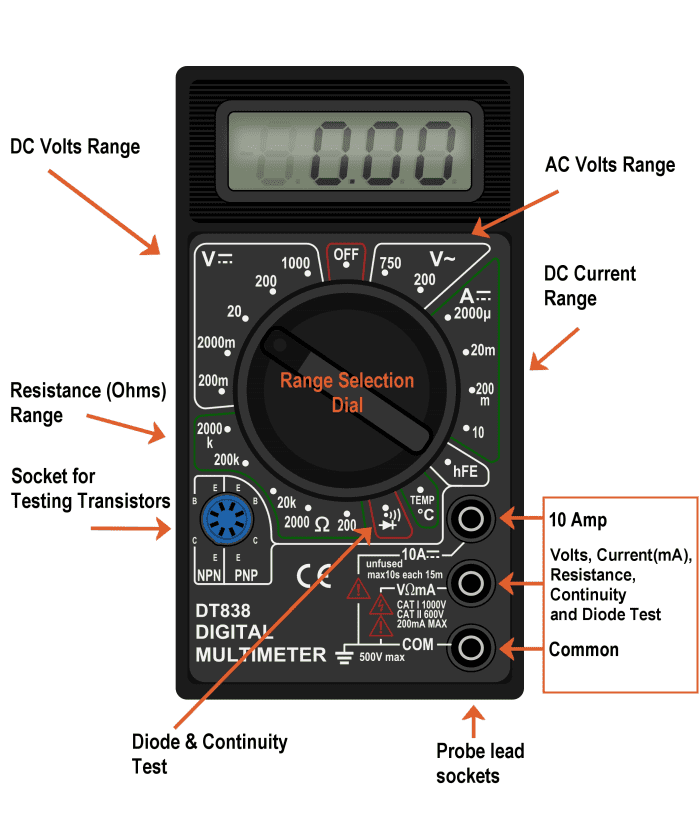 0.00
DC Volts Range
AC Volts Range
DC Current
Range
Resistance (Ohms)
Range
Socket for
Testing Transistors
V⎓
1000
200
20
2000m
200m
OFF
750
V~
200
A⎓
2000µ
20m
200
m
10
hFE
TEMP
°C
Range Selection
Dial
2000
k
200k
20k
2000
Ω
200
E E
B B
C C
E E
NPN PNP
CE
DT838
DIGITAL
MULTIMETER
10A⎓
unfused
max10s each 15m
VΩmA
CAT I 1000V
CAT II 600V
200mA MAX
COM
500V max
10 Amp
Volts, Current(mA),
Resistance,
Continuity
and Diode Test
Common
Diode & Continuity
Test
Probe lead
sockets